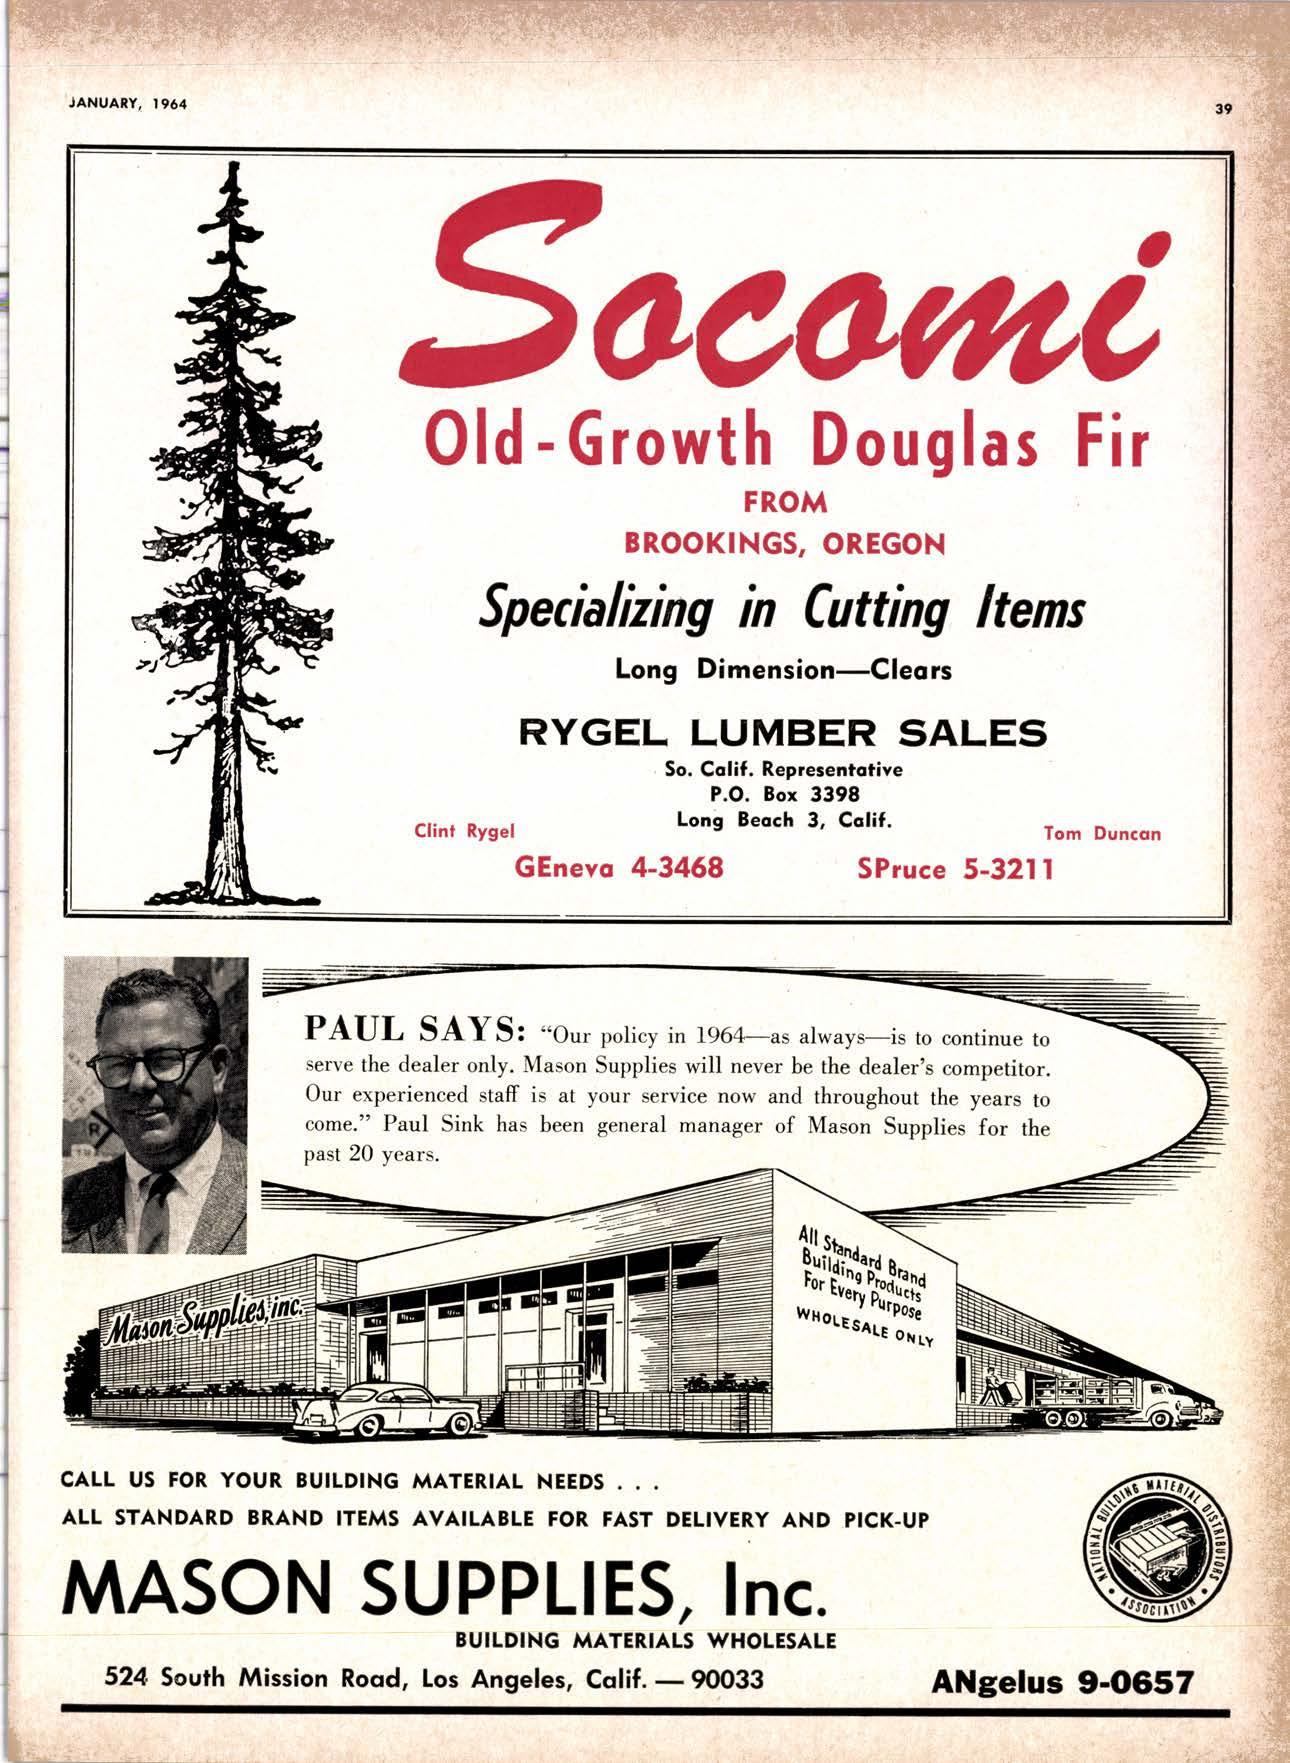 JANUARY, 1964
39
Socomi
Old-Growth Douglas Fir
FROM
BROOKINGS, OREGON
Specializing in Cutting Items
Long Dimension—Clears
RYGEL LUMBER SALES
So. Calif. Representative
P.O. Box 3398
Long Beach 3, Calif.
Clint Rygel
Tom Duncan
GEneva 4-3468
SPruce 5-3211
PAUL SAYS: “Our policy in 1964—as always—is to continue to
serve the dealer only. Mason Supplies will never be the dealer’s competitor.
Our experienced staff is at your service now and throughout the years to
come.” Paul Sink has been general manager of Mason Supplies for the
past 20 years.
All Standard Brand
Building Products
For Every Purpose
WHOLESALE ONLY
Mason Supplies, inc.
CALL US FOR YOUR BUILDING MATERIAL NEEDS . . .
ALL STANDARD BRAND ITEMS AVAILABLE FOR FAST DELIVERY AND PICK-UP
NATIONAL BUILDING MATERIAL DISTRIBUTORS
• ASSOCIATION •
MASON SUPPLIES, Inc.
BUILDING MATERIALS WHOLESALE
524 South Mission Road, Los Angeles, Calif. — 90033
ANgelus 9-0657